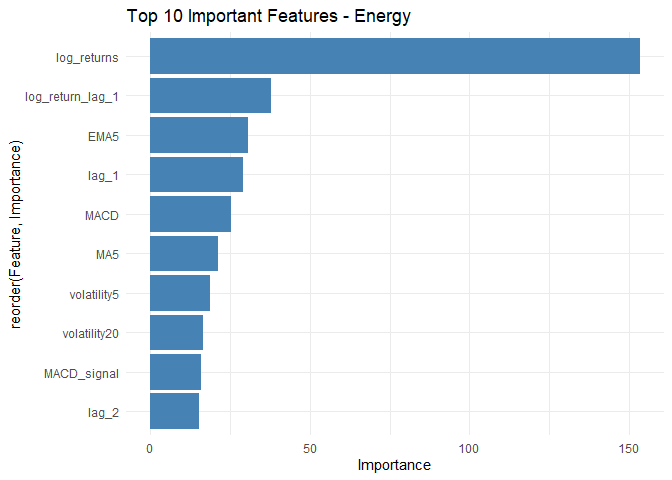 Top 10 Important Features - Energy
reorder(Feature, Importance)
log_returns
log_return_lag_1
EMA5
lag_1
MACD
MA5
volatility5
volatility20
MACD_signal
lag_2
0 50 100 150
Importance